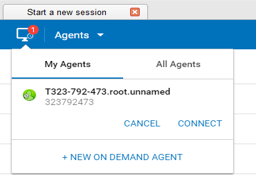 Start a new session
1
Agents
My Agents
All Agents
T323-792-473.root.unnamed
323792473
CANCEL
CONNECT
+ NEW ON DEMAND AGENT